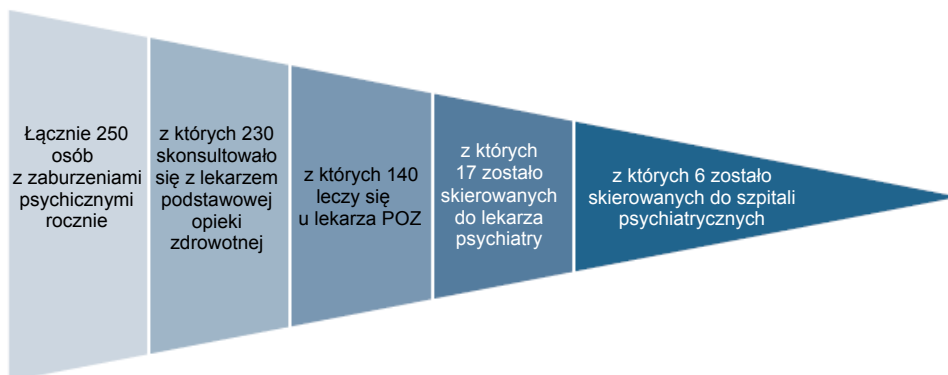 Łącznie 250
osób
z zaburzeniami
psychicznymi
rocznie
z których 230
skonsultowało
się z lekarzem
podstawowej
opieki
zdrowotnej
z których 140
leczy się
u lekarza POZ
z których
17 zostało
skierowanych
do lekarza
psychiatry
z których 6 zostało
skierowanych do szpitali
psychiatrycznych